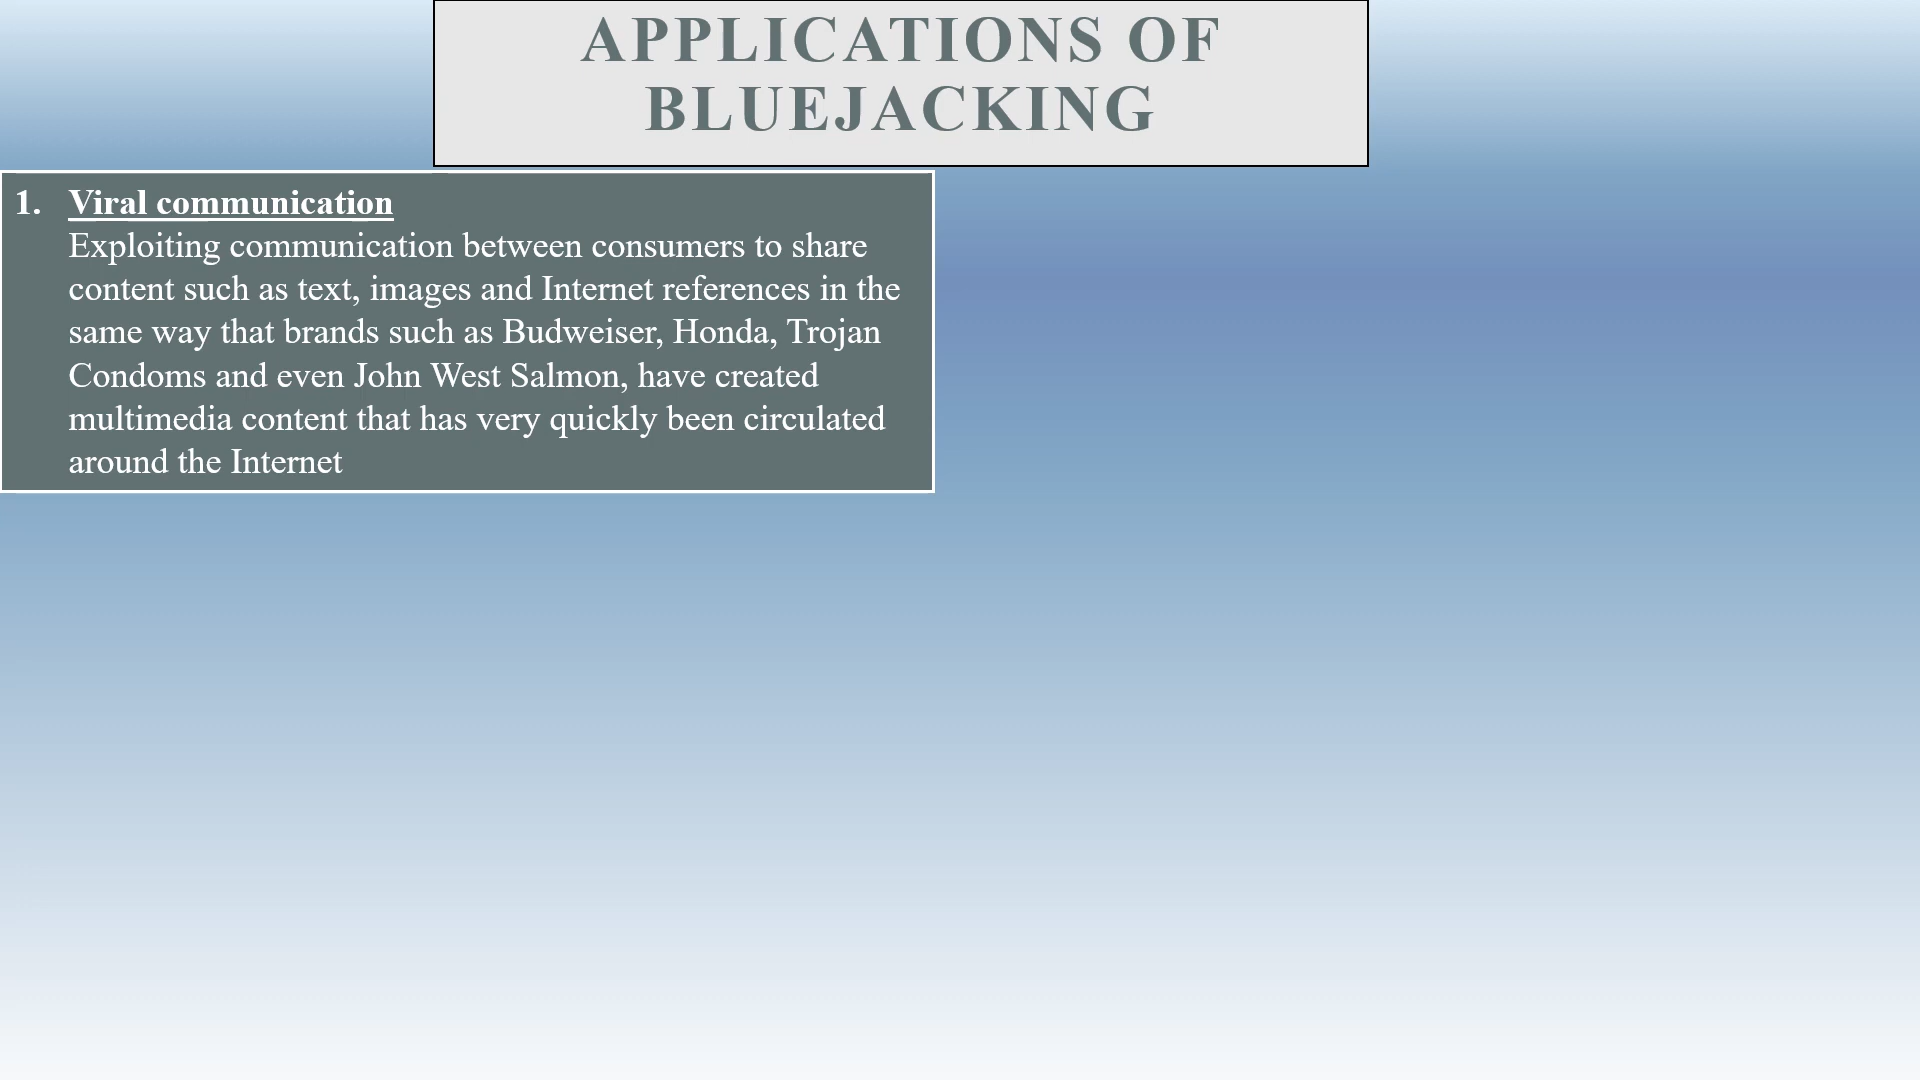 APPLICATIONS OF
BLUEJACKING
1. Viral communication
Exploiting communication between consumers to share
content such as text, images and Internet references in the
same way that brands such as Budweiser, Honda, Trojan
Condoms and even John West Salmon, have created
multimedia content that has very quickly been circulated
around the Internet